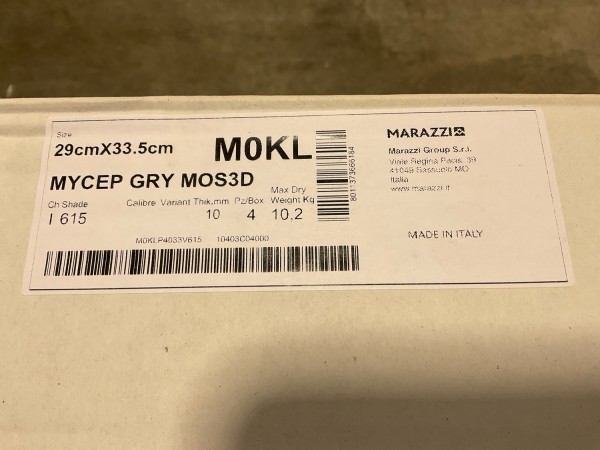 Size
29cmX33.5cm
M0KL
MYCEP GRY MOS3D
Ch Shade
Calibre Variant Thik.mm Pz/Box
Max Dry
Weight Kg
I 615
10
4
10,2
M0KLP4033V615 10403C04000
8011373666184
MARAZZI
Marazzi Group S.r.l.
Viale Regina Pacis, 39
41049 Sassuolo MO
Italia
www.marazzi.it
MADE IN ITALY